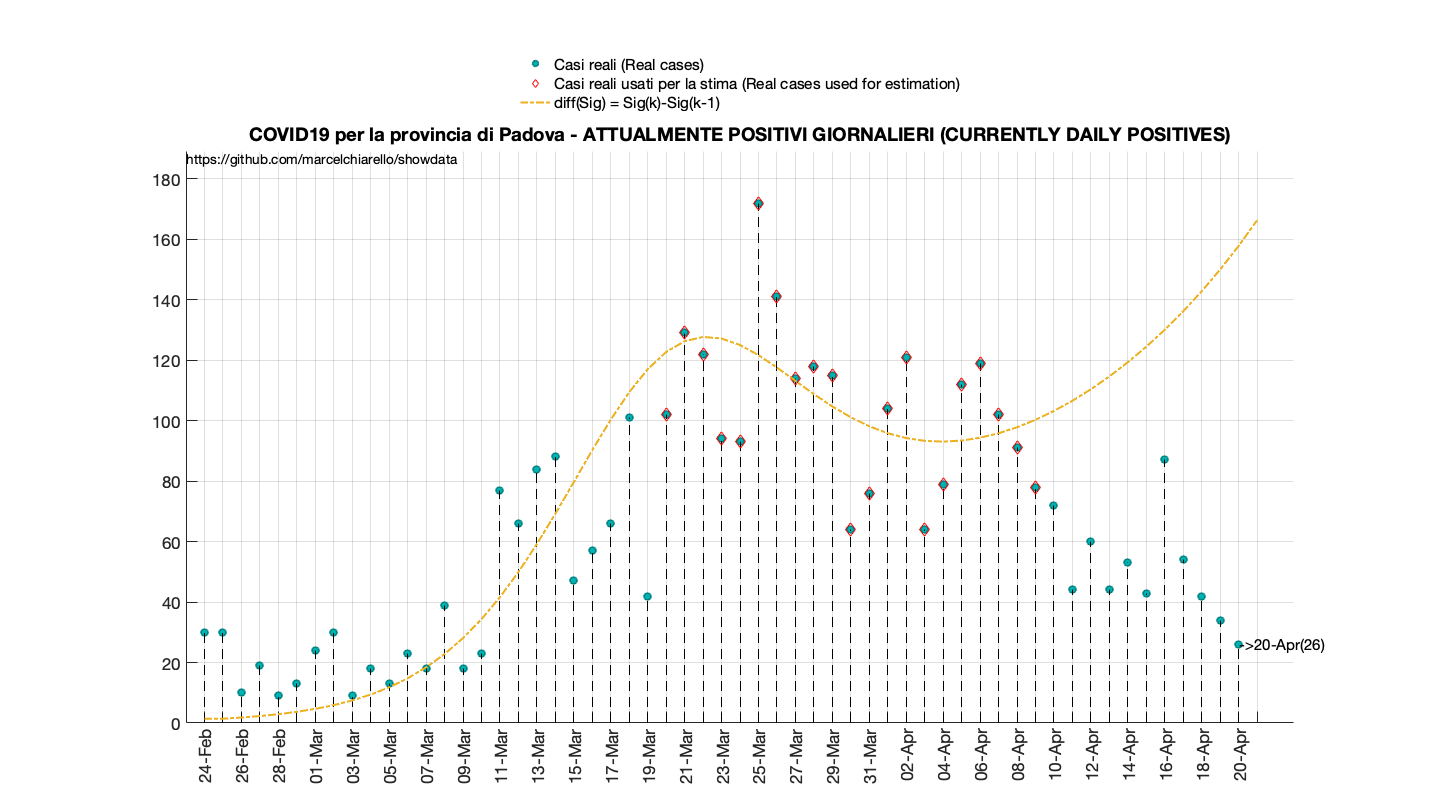 Casi reali (Real cases)
Casi reali usati per la stima (Real cases used for estimation)
diff(Sig) = Sig(k)-Sig(k-1)
COVID19 per la provincia di Padova - ATTUALMENTE POSITIVI GIORNALIERI (CURRENTLY DAILY POSITIVES)
https://github.com/marcelchiarello/showdata
180
160
140
120
100
80
60
40
20
0
->20-Apr(26)
24-Feb
26-Feb
28-Feb
01-Mar
03-Mar
05-Mar
07-Mar
09-Mar
11-Mar
13-Mar
15-Mar
17-Mar
19-Mar
21-Mar
23-Mar
25-Mar
27-Mar
29-Mar
31-Mar
02-Apr
04-Apr
06-Apr
08-Apr
10-Apr
12-Apr
14-Apr
16-Apr
18-Apr
20-Apr